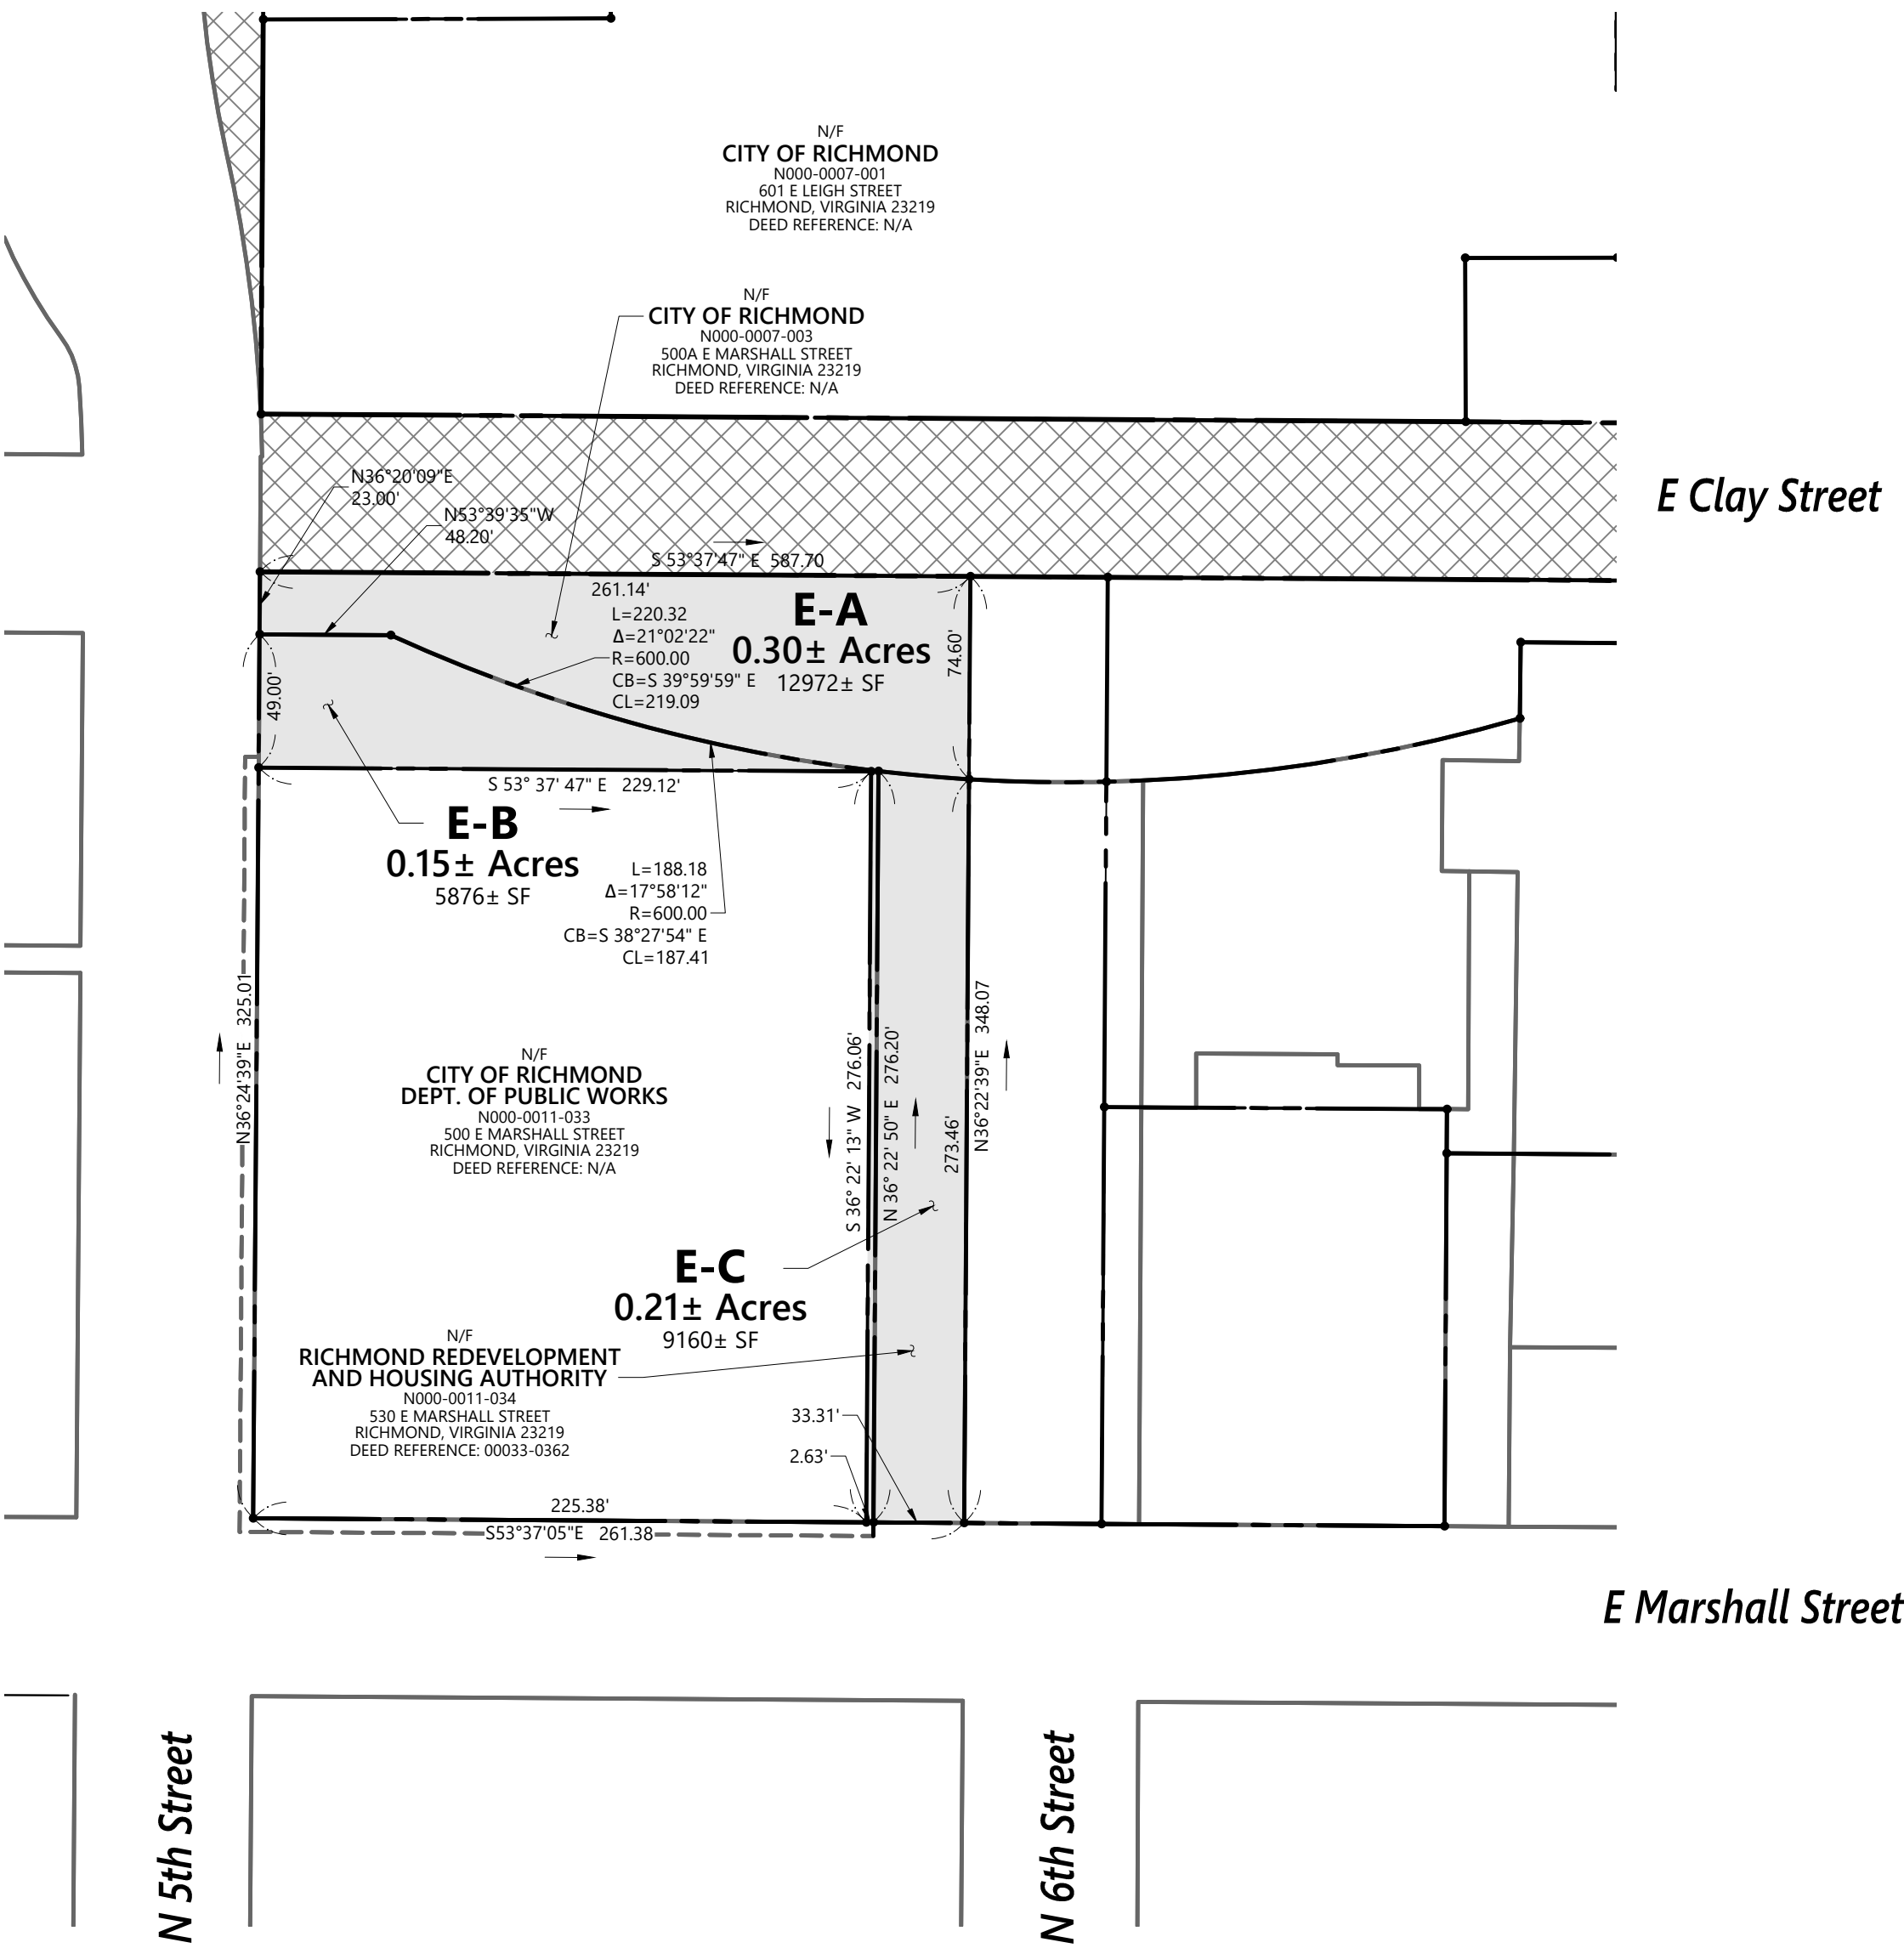 N/F
CITY OF RICHMOND
N000-0007-001
601 E LEIGH STREET
RICHMOND, VIRGINIA 23219
DEED REFERENCE: N/A
N/F
CITY OF RICHMOND
N000-0007-003
500A E MARSHALL STREET
RICHMOND, VIRGINIA 23219
DEED REFERENCE: N/A
E Clay Street
N36°20'09"E
23.00'
N53°39'35"W
48.20'
S 53°37'47" E 587.70
261.14'
L=220.32
Δ=21°02'22"
R=600.00
CB=S 39°59'59" E
CL=219.09
E-A
0.30± Acres
12972± SF
74.60'
49.00'
S 53° 37' 47" E 229.12'
E-B
0.15± Acres
5876± SF
L=188.18
Δ=17°58'12"
R=600.00
CB=S 38°27'54" E
CL=187.41
N36°24'39"E 325.01
N/F
CITY OF RICHMOND
DEPT. OF PUBLIC WORKS
N000-0011-033
500 E MARSHALL STREET
RICHMOND, VIRGINIA 23219
DEED REFERENCE: N/A
S 36° 22' 13" W 276.06'
N 36° 22' 50" E 276.20'
273.46'
N36°22'39"E 348.07
E-C
0.21± Acres
9160± SF
N/F
RICHMOND REDEVELOPMENT
AND HOUSING AUTHORITY
N000-0011-034
530 E MARSHALL STREET
RICHMOND, VIRGINIA 23219
DEED REFERENCE: 00033-0362
33.31'
2.63'
225.38'
S53°37'05"E 261.38
E Marshall Street
N 5th Street
N 6th Street